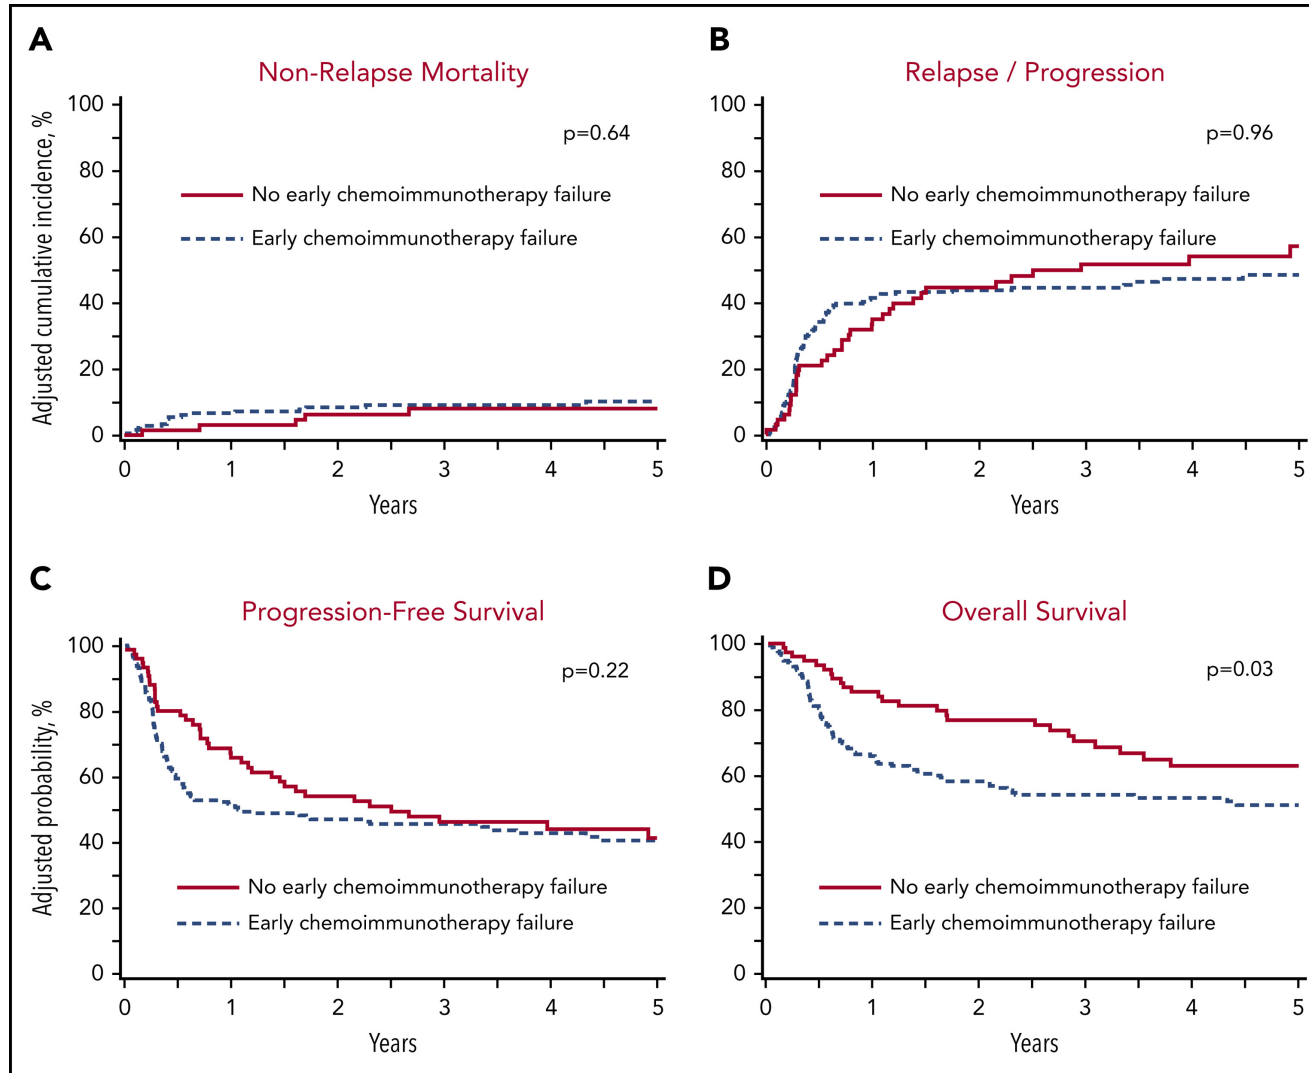 A
Non-Relapse Mortality
Adjusted cumulative incidence, %
100
80
60
40
20
0
p=0.64
No early chemoimmunotherapy failure
Early chemoimmunotherapy failure
0 1 2 3 4 5
Years
B
Relapse / Progression
100
80
60
40
20
0
p=0.96
No early chemoimmunotherapy failure
Early chemoimmunotherapy failure
0 1 2 3 4 5
Years
C
Progression-Free Survival
Adjusted probability, %
100
80
60
40
20
0
p=0.22
No early chemoimmunotherapy failure
Early chemoimmunotherapy failure
0 1 2 3 4 5
Years
D
Overall Survival
100
80
60
40
20
0
p=0.03
No early chemoimmunotherapy failure
Early chemoimmunotherapy failure
0 1 2 3 4 5
Years